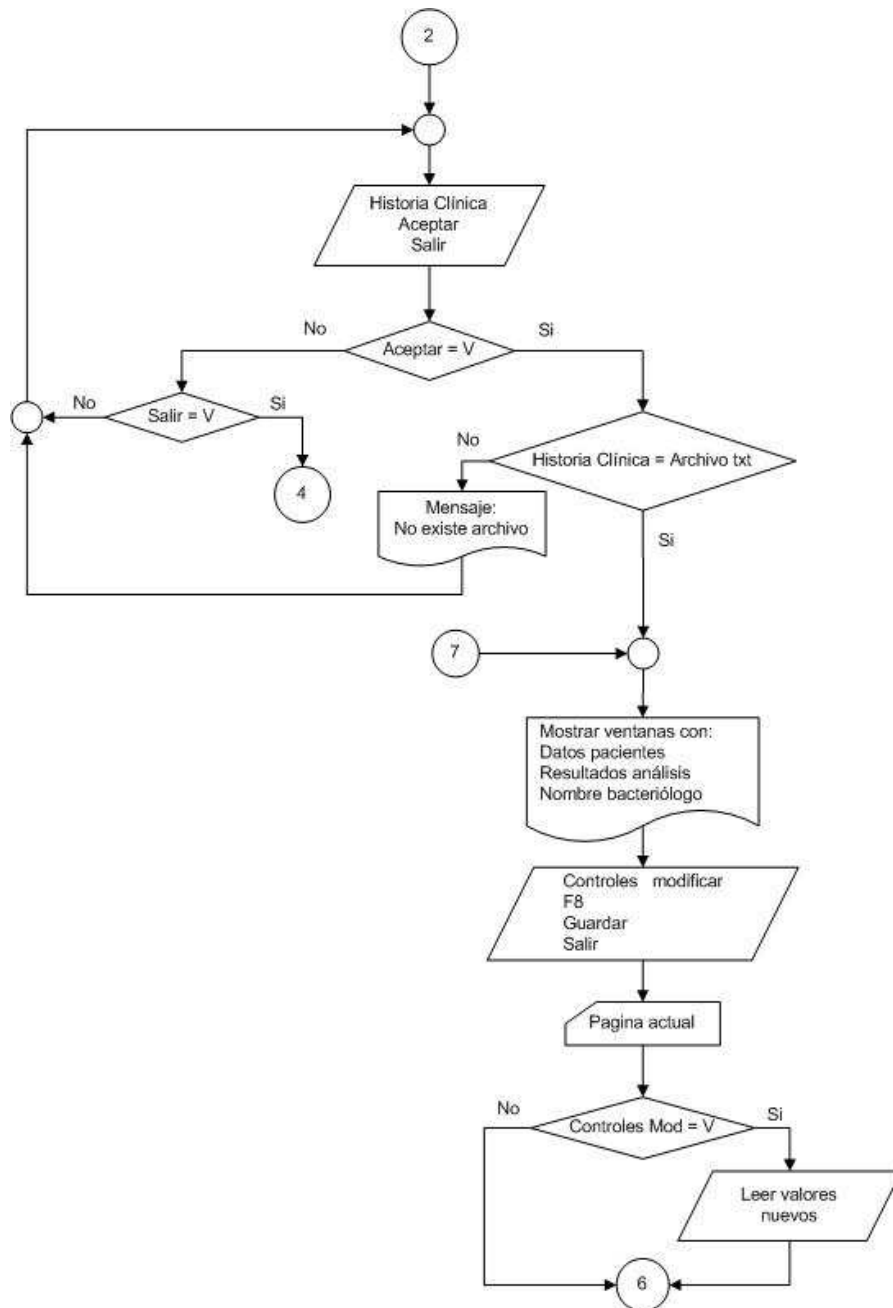 2
Historia Clínica
Aceptar
Salir
No
Si
Aceptar = V
No
Salir = V
Si
4
No
Historia Clínica = Archivo txt
Mensaje:
No existe archivo
Si
7
Mostrar ventanas con:
Datos pacientes
Resultados análisis
Nombre bacteriólogo
Controles modificar
F8
Guardar
Salir
Pagina actual
No
Controles Mod = V
Si
Leer valores
nuevos
6